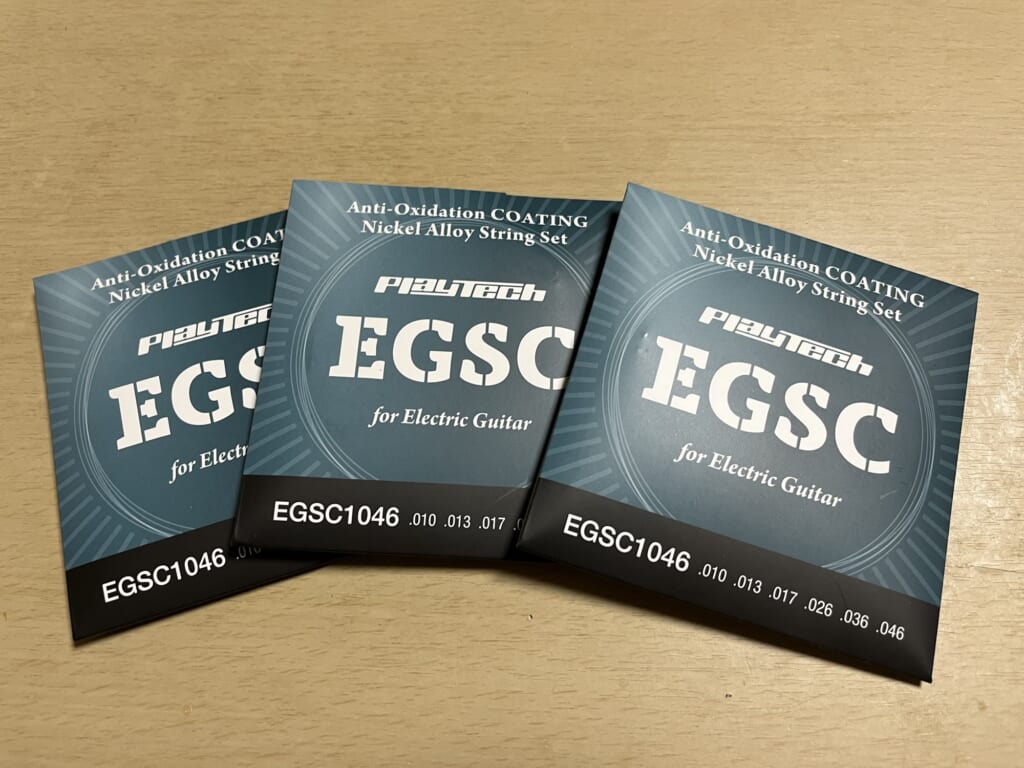 Anti-Oxidation COAT
Nickel Alloy String
PLAYTECH
EGS
for Electr
EGSC1046 .010
Anti-Oxidation COATING
Nickel Alloy String Set
PLAYTECH
EGSC
for Electric Guitar
EGSC1046 .010 .013 .017
Anti-Oxidation COATING
Nickel Alloy String Set
PLAYTECH
EGSC
for Electric Guitar
EGSC1046 .010 .013 .017 .026 .036 .046